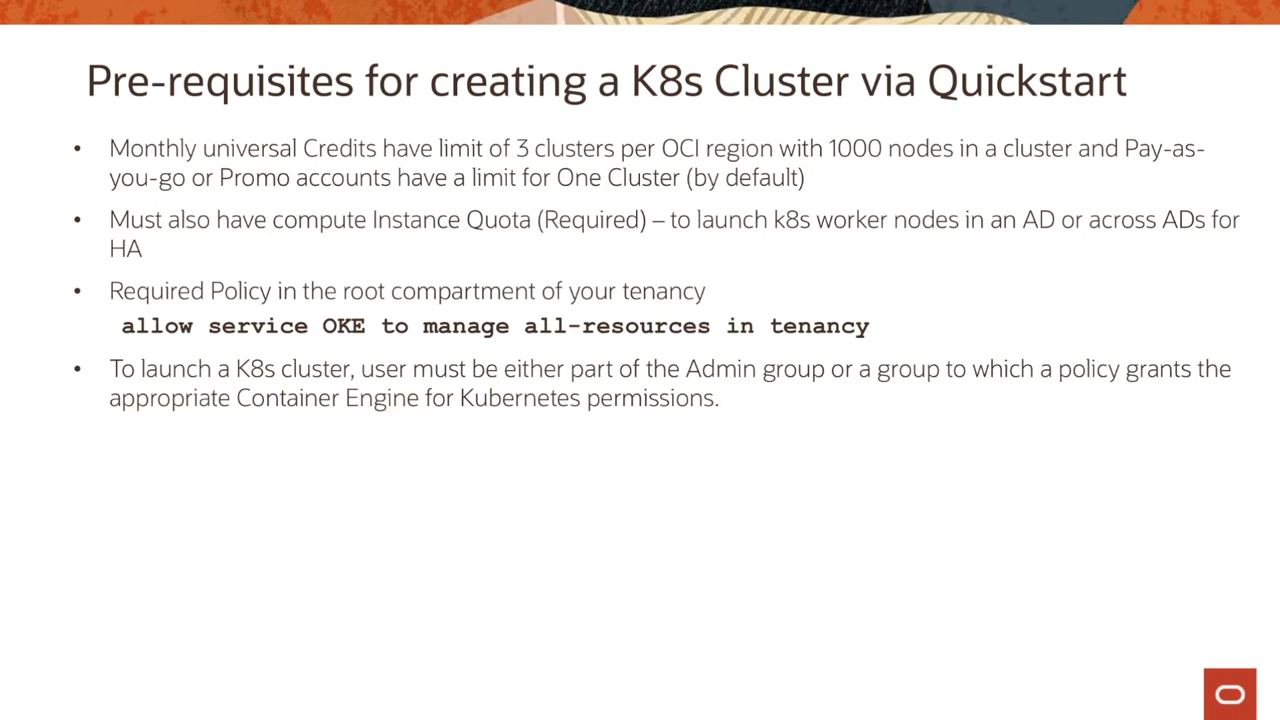 Pre-requisites for creating a K8s Cluster via Quickstart
• Monthly universal Credits have limit of 3 clusters per OCI region with 1000 nodes in a cluster and Pay-as-
you-go or Promo accounts have a limit for One Cluster (by default)
• Must also have compute Instance Quota (Required) – to launch k8s worker nodes in an AD or across ADs for
HA
• Required Policy in the root compartment of your tenancy
allow service OKE to manage all-resources in tenancy
• To launch a K8s cluster, user must be either part of the Admin group or a group to which a policy grants the
appropriate Container Engine for Kubernetes permissions.